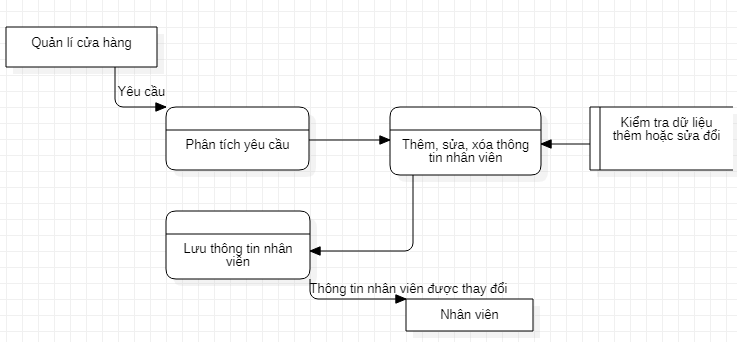 Quản lí cửa hàng
Yêu cầu
Phân tích yêu cầu
Thêm, sửa, xóa thông
tin nhân viên
Kiểm tra dữ liệu
thêm hoặc sửa đổi
Lưu thông tin nhân
viên
Thông tin nhân viên được thay đổi
Nhân viên